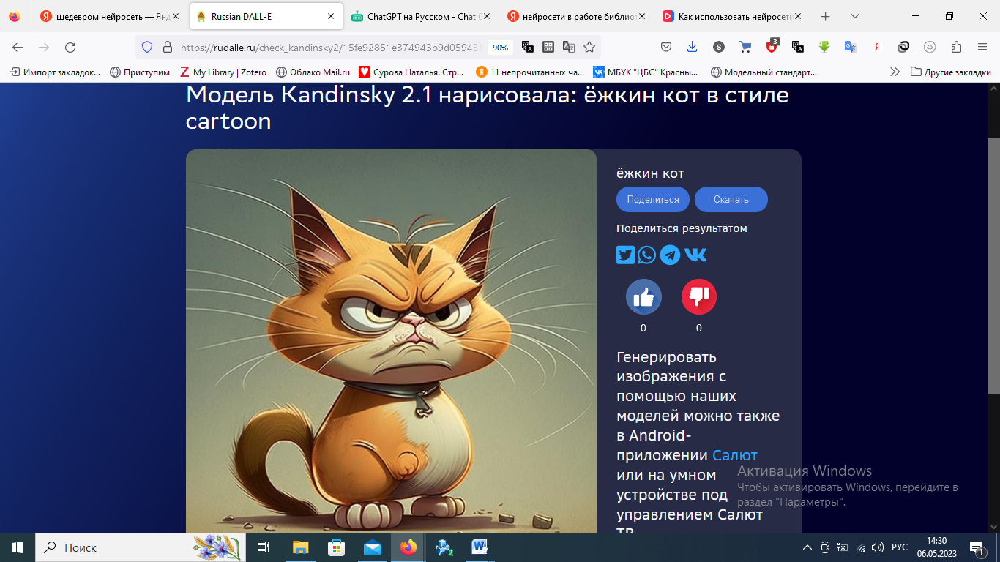 шедевром нейросеть — Янд
Russian DALL-E
ChatGPT на Русском - Chat G
нейросети в работе библиот
Как использовать нейросети
https://rudalle.ru/check_kandinsky2/15fe92851e374943b9d05943f
90%
3
Импорт закладок...
Приступим
My Library | Zotero
Облако Mail.ru
Сурова Наталья. Стр...
11 непрочитанных ча...
МБУК "ЦБС" Красны...
Модельный стандарт...
Другие закладки
Модель Kandinsky 2.1 нарисовала: ёжкин кот в стиле
cartoon
ёжкин кот
Поделиться
Скачать
Поделиться результатом
0
0
Генерировать
изображения с
помощью наших
моделей можно также
в Android-
приложении Салют
или на умном
устройстве под
управлением Салют
ТВ
Активация Windows
Чтобы активировать Windows, перейдите в
раздел "Параметры".
Поиск
РУС
14:30
06.05.2023
1